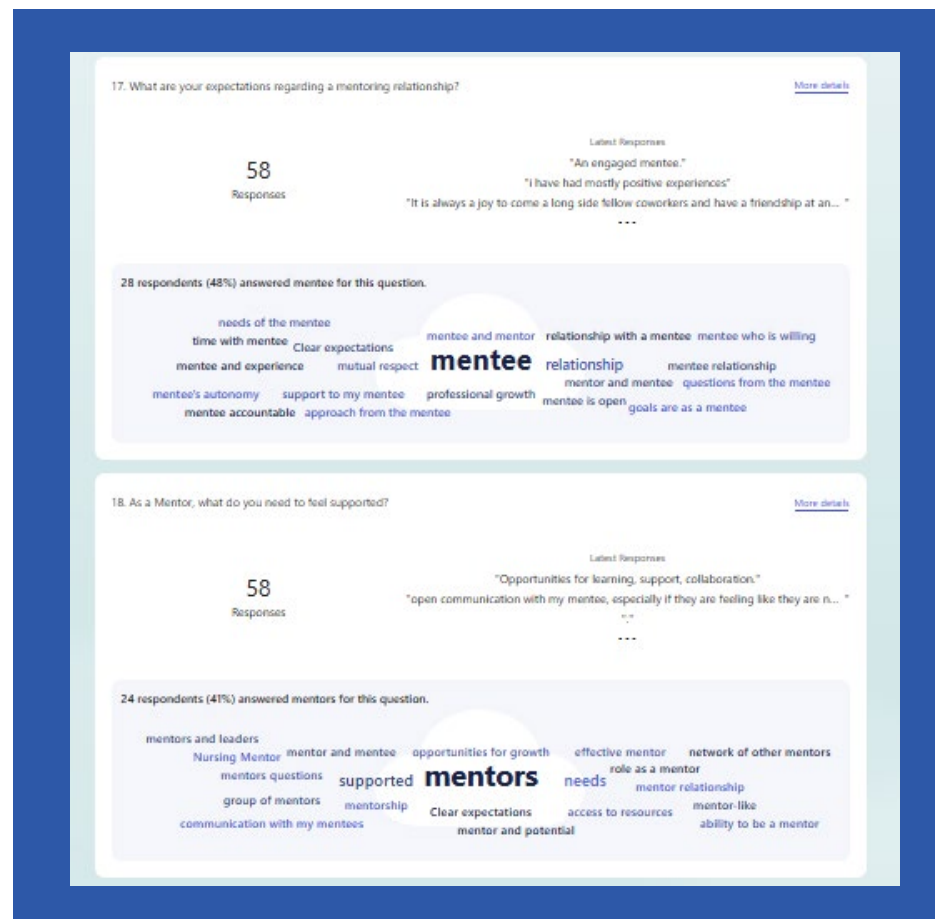 17. What are your expectations regarding a mentoring relationship?
More details
58
Responses
Latest Responses
"An engaged mentee."
"I have had mostly positive experiences"
"It is always a joy to come a long side fellow coworkers and have a friendship at an... "
28 respondents (48%) answered mentee for this question.
needs of the mentee
time with mentee Clear expectations mentee and mentor relationship with a mentee mentee who is willing
mentee and experience mutual respect mentee relationship mentee relationship
mentor and mentee questions from the mentee
mentee's autonomy support to my mentee professional growth mentee is open
mentee accountable approach from the mentee goals are as a mentee
18. As a Mentor, what do you need to feel supported?
More details
58
Responses
Latest Responses
"Opportunities for learning, support, collaboration."
"open communication with my mentee, especially if they are feeling like they are n... "
"."
24 respondents (41%) answered mentors for this question.
mentors and leaders
Nursing Mentor mentor and mentee opportunities for growth effective mentor network of other mentors
mentors questions supported mentors needs role as a mentor
mentor relationship
group of mentors mentorship Clear expectations access to resources mentor-like
communication with my mentees mentor and potential ability to be a mentor